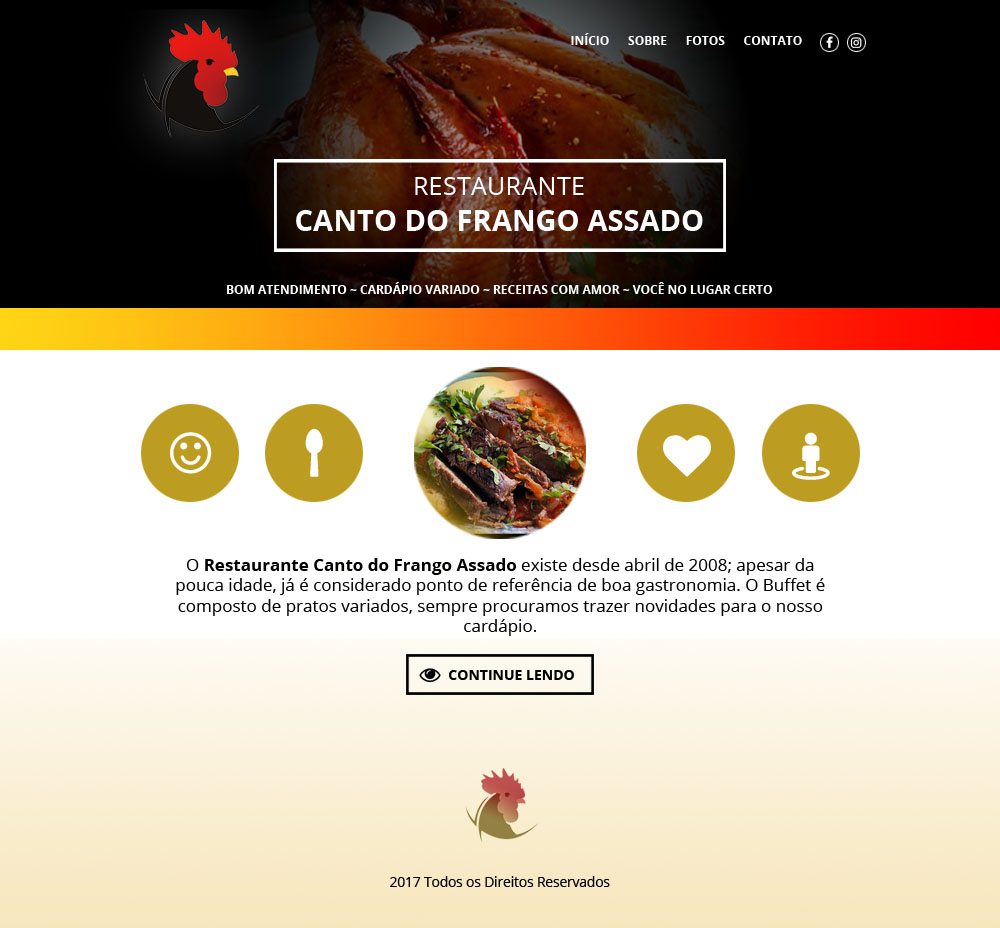 INÍCIO SOBRE FOTOS CONTATO
RESTAURANTE
CANTO DO FRANGO ASSADO
BOM ATENDIMENTO ~ CARDÁPIO VARIADO ~ RECEITAS COM AMOR ~ VOCÊ NO LUGAR CERTO
O Restaurante Canto do Frango Assado existe desde abril de 2008; apesar da
pouca idade, já é considerado ponto de referência de boa gastronomia. O Buffet é
composto de pratos variados, sempre procuramos trazer novidades para o nosso
cardápio.
CONTINUE LENDO
2017 Todos os Direitos Reservados